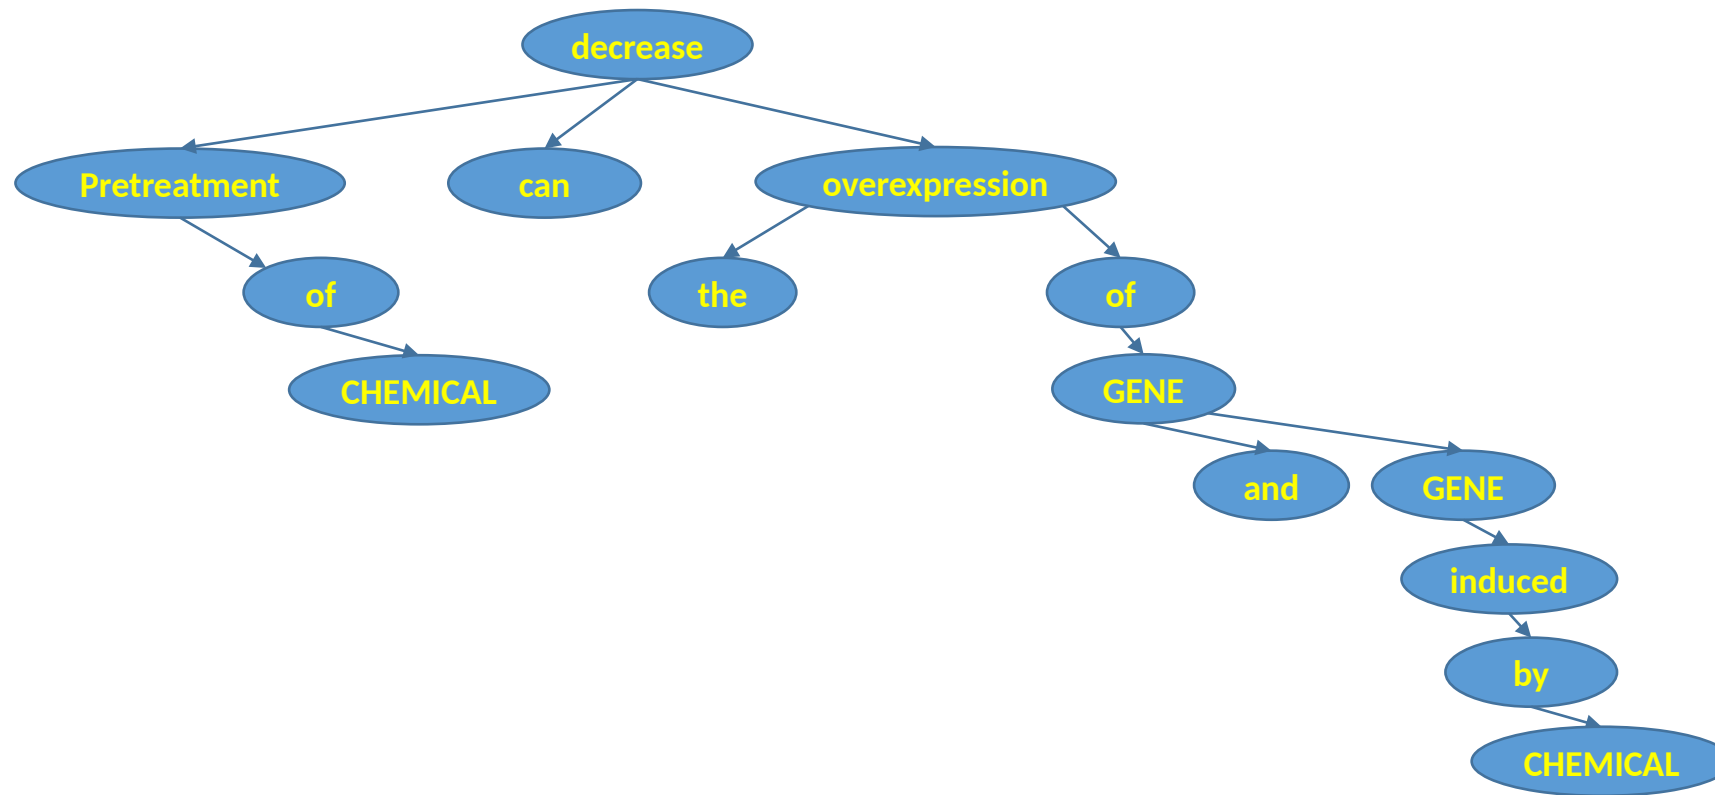 decrease
Pretreatment can overexpression
of the of
CHEMICAL GENE
and GENE
induced
by
CHEMICAL